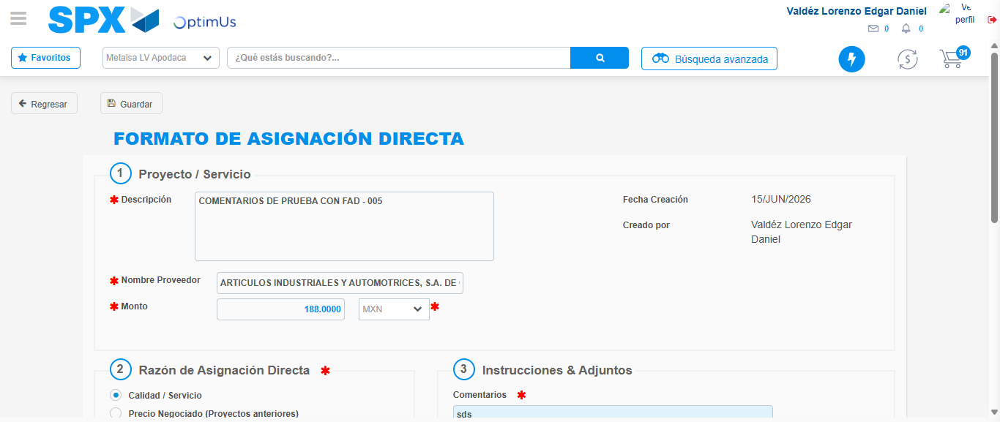 SPX OptimUs
Valdéz Lorenzo Edgar Daniel
Ve perfil
0 0
Favoritos
Metalsa LV Apodaca
¿Qué estás buscando?...
Búsqueda avanzada
$
91
Regresar
Guardar
FORMATO DE ASIGNACIÓN DIRECTA
1 Proyecto / Servicio
✱ Descripción
COMENTARIOS DE PRUEBA CON FAD - 005
Fecha Creación 15/JUN/2026
Creado por Valdéz Lorenzo Edgar
Daniel
✱ Nombre Proveedor ARTICULOS INDUSTRIALES Y AUTOMOTRICES, S.A. DE
✱ Monto 188.0000 MXN ✱
2 Razón de Asignación Directa ✱
Calidad / Servicio
Precio Negociado (Proyectos anteriores)
3 Instrucciones & Adjuntos
Comentarios ✱
sds